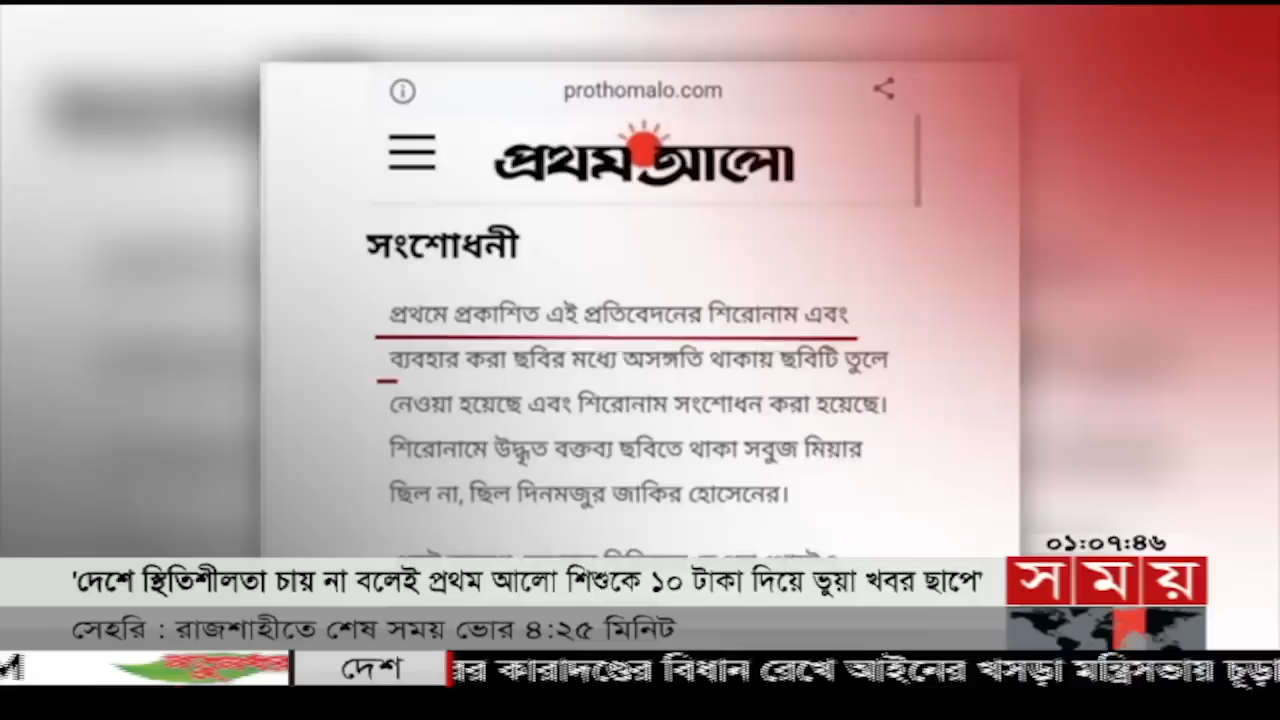 prothomalo.com
প্রথম আলো
সংশোধনী
প্রথমে প্রকাশিত এই প্রতিবেদনের শিরোনাম এবং
ব্যবহার করা ছবির মধ্যে অসঙ্গতি থাকায় ছবিটি তুলে
নেওয়া হয়েছে এবং শিরোনাম সংশোধন করা হয়েছে।
শিরোনামে উদ্ধৃত বক্তব্য ছবিতে থাকা সবুজ মিয়ার
ছিল না, ছিল দিনমজুর জাকির হোসেনের।
০১:০৭:৪৬
'দেশে স্থিতিশীলতা চায় না বলেই প্রথম আলো শিশুকে ১০ টাকা দিয়ে ভুয়া খবর ছাপে'
সময়
সেহরি : রাজশাহীতে শেষ সময় ভোর ৪:২৫ মিনিট
দেশ
কারাদণ্ডের বিধান রেখে আইনের খসড়া মন্ত্রিসভায়